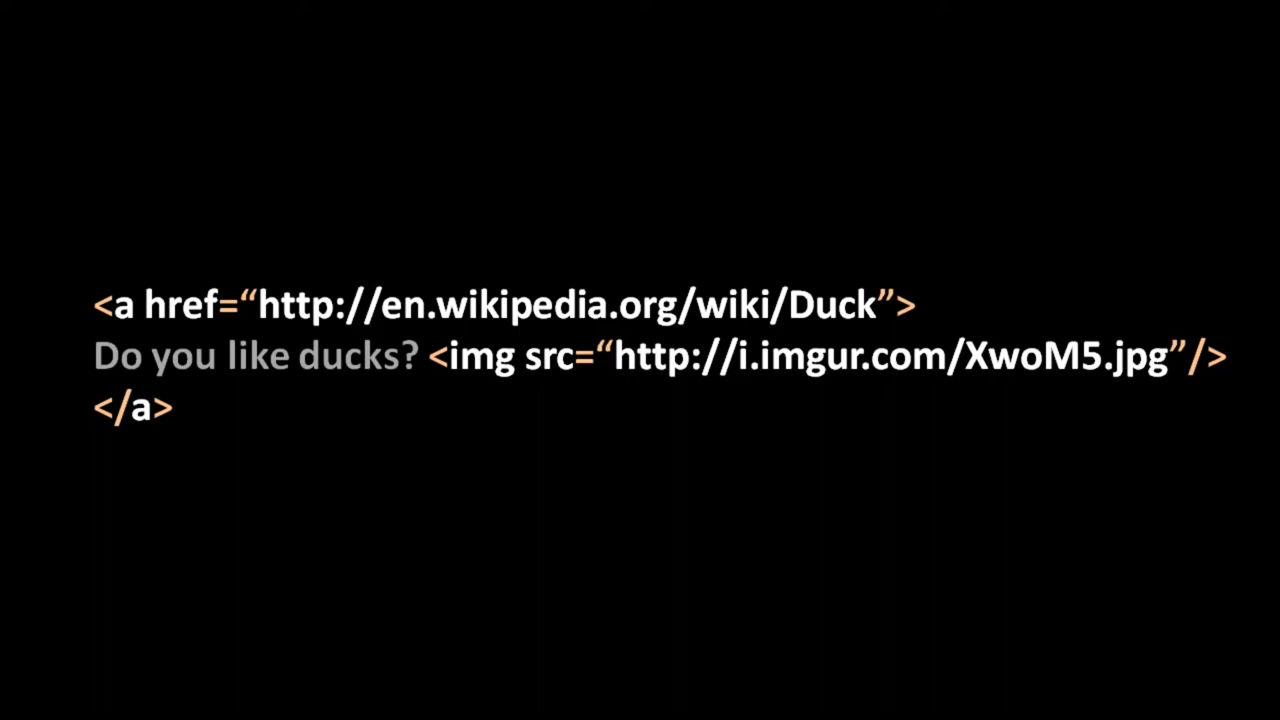 <a href=“http://en.wikipedia.org/wiki/Duck”>
Do you like ducks? <img src=“http://i.imgur.com/XwoM5.jpg”/>
</a>